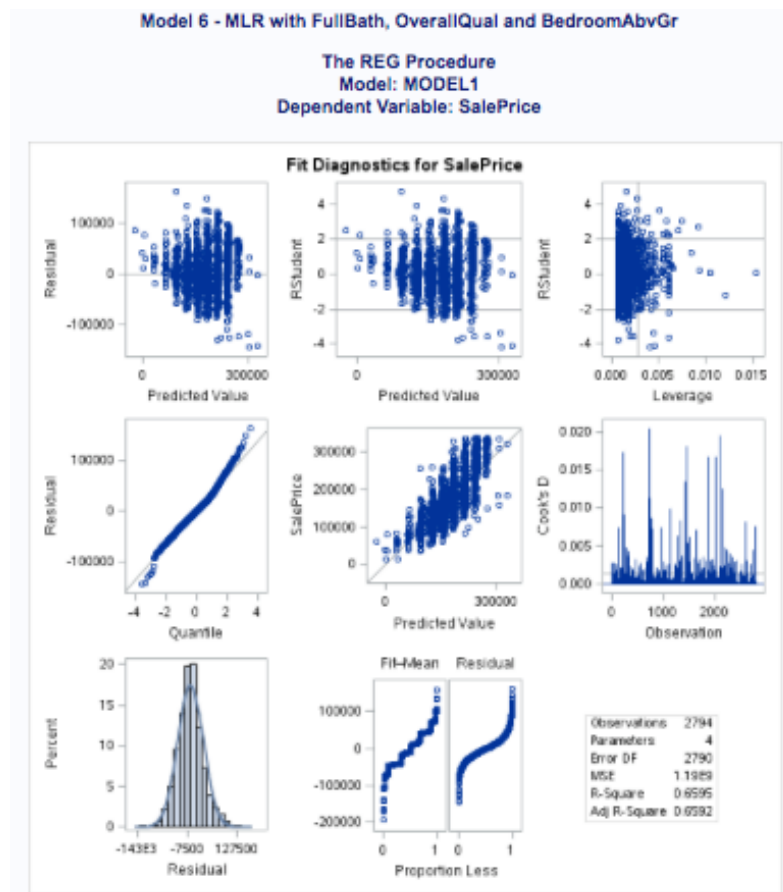 Model 6 - MLR with FullBath, OverallQual and BedroomAbvGr
The REG Procedure
Model: MODEL1
Dependent Variable: SalePrice
Fit Diagnostics for SalePrice
Residual
100000
0
-100000
0 300000
Predicted Value
RStudent
4
2
0
-2
-4
0 300000
Predicted Value
RStudent
4
2
0
-2
-4
0.000 0.005 0.010 0.015
Leverage
Residual
100000
0
-100000
-4 -2 0 2 4
Quantile
SalePrice
300000
200000
100000
0
0 300000
Predicted Value
Cook's D
0.020
0.015
0.010
0.005
0.000
0 1000 2000
Observation
Percent
20
15
10
5
0
-143E3 -7500 127500
Residual
Fit–Mean Residual
100000
0
-100000
-200000
0 1 0 1
Proportion Less
Observations 2794
Parameters 4
Error DF 2790
MSE 1.19E9
R-Square 0.6595
Adj R-Square 0.6592